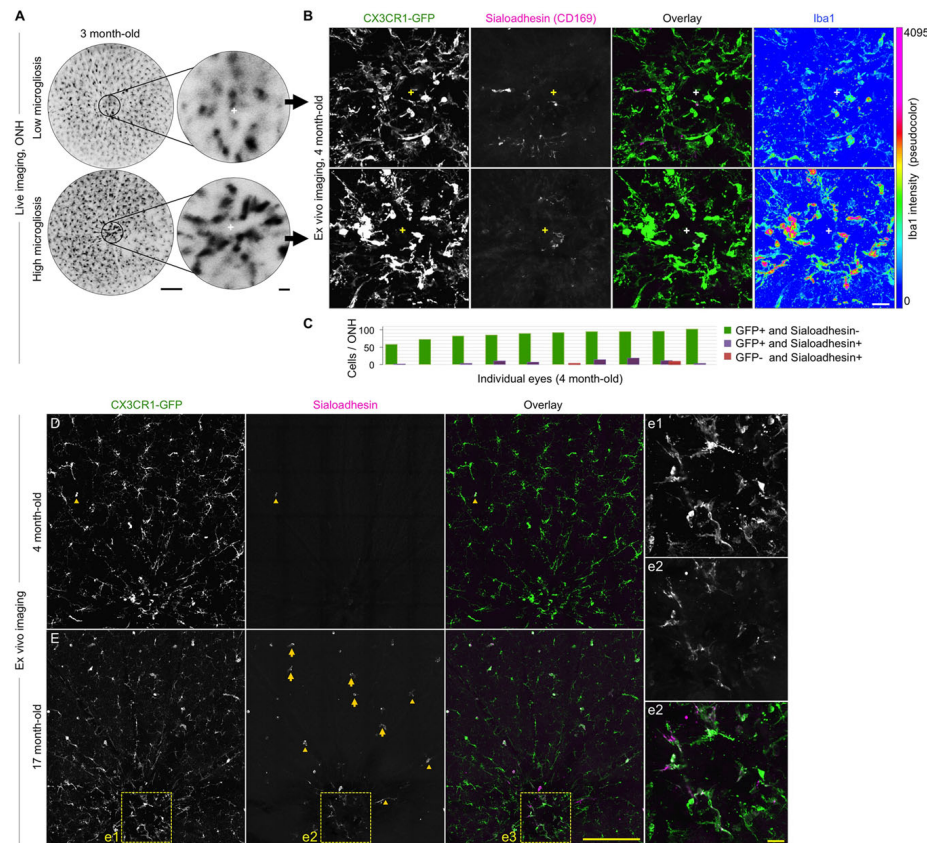 A
3 month-old
Live imaging, ONH
Low microgliosis
High microgliosis
B
CX3CR1-GFP
Sialoadhesin (CD169)
Overlay
Iba1
Ex vivo imaging, 4 month-old
4095
Iba1 intensity (pseudocolor)
0
C
Cells / ONH
100
50
0
GFP+ and Sialoadhesin-
GFP+ and Sialoadhesin+
GFP- and Sialoadhesin+
Individual eyes (4 month-old)
CX3CR1-GFP
Sialoadhesin
Overlay
Ex vivo imaging
4 month-old
D
17 month-old
E
e1
e2
e3
e1
e2
e2